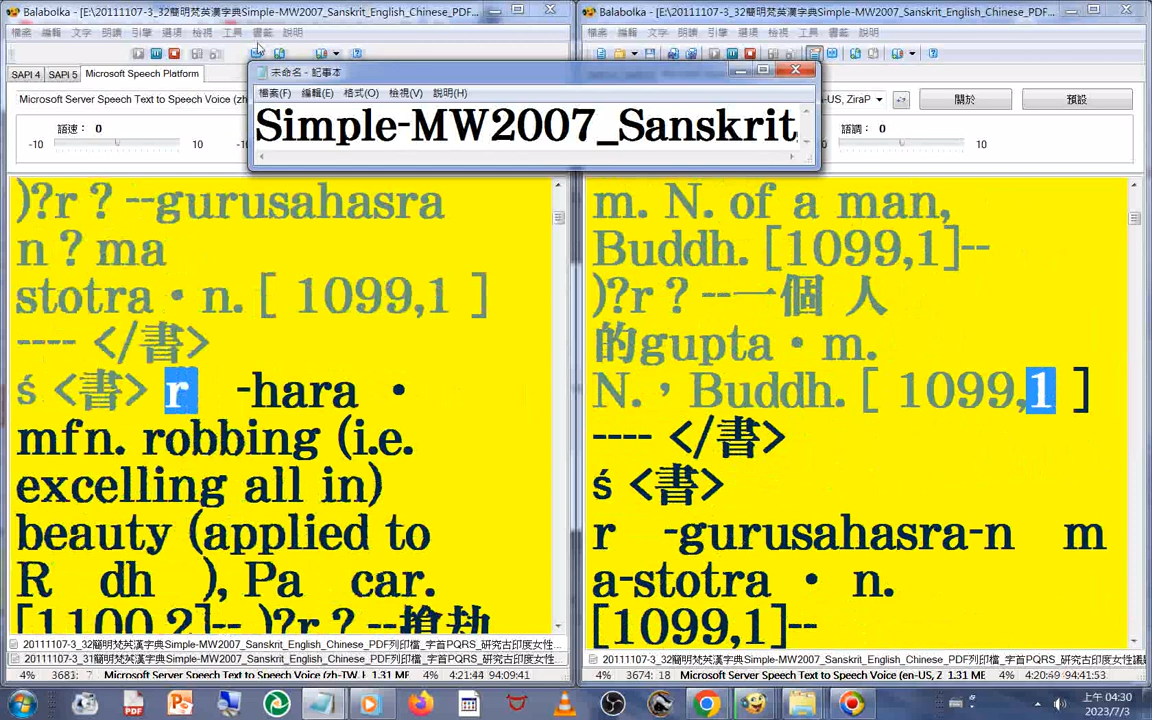 Balabolka - [E:\20111107-3_32簡明梵英漢字典Simple-MW2007_Sanskrit_English_Chinese_PDF...
檔案 編輯 文字 朗讀 引擎 選項 檢視 工具 書籤 說明
SAPI 4 SAPI 5 Microsoft Speech Platform
Microsoft Server Speech Text to Speech Voice (zh
語速: 0
-10 10 -10
)?r ? --gurusahasra
n ? ma
stotra • n. [ 1099,1 ]
---- </書>
ś <書> r -hara •
mfn. robbing (i.e.
excelling all in)
beauty (applied to
R dh ), Pa car.
[1100,2]-- )?r ? --搶劫
20111107-3_32簡明梵英漢字典Simple-MW2007_Sanskrit_English_Chinese_PDF列印檔_字首PQRS_研究古印度女性...
20111107-3_31簡明梵英漢字典Simple-MW2007_Sanskrit_English_Chinese_PDF列印檔_字首PQRS_研究古印度女性...
4% 3683: 7 Microsoft Server Speech Text to Speech Voice (zh-TW, H 1.31 MB 4% 4:21:44 94:09:41
未命名 - 記事本
檔案(F) 編輯(E) 格式(O) 檢視(V) 說明(H)
Simple-MW2007_Sanskrit
Balabolka - [E:\20111107-3_32簡明梵英漢字典Simple-MW2007_Sanskrit_English_Chinese_PDF...
檔案 編輯 文字 朗讀 引擎 選項 檢視 工具 書籤 說明
-US, ZiraP 關於 預設
語調: 0
10
m. N. of a man,
Buddh. [1099,1]--
)?r ? --一個 人
的gupta • m.
N. ， Buddh. [ 1099,1 ]
---- </書>
ś <書>
r -gurusahasra-n m
a-stotra • n.
[1099,1]--
20111107-3_32簡明梵英漢字典Simple-MW2007_Sanskrit_English_Chinese_PDF列印檔_字首PQRS_研究古印度女性議
4% 3674: 18 Microsoft Server Speech Text to Speech Voice (en-US, Z 1.31 MB 4% 4:20:49 94:41:53
上午 04:30
2023/7/3